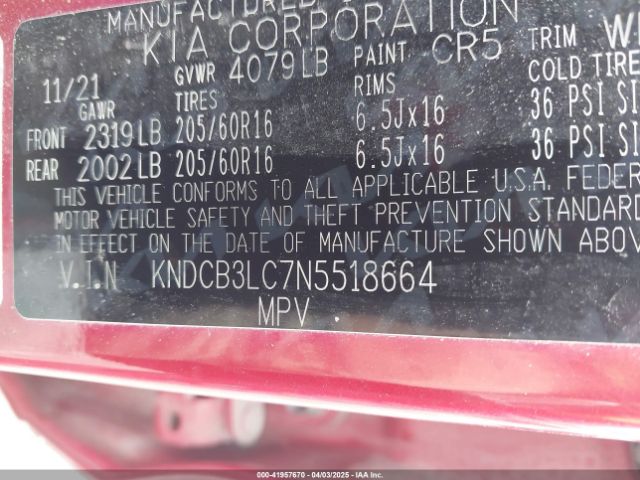 MANUFACTURED
KIA CORPORATION
11/21 GVWR 4079LB PAINT CR5 TRIM
GAWR TIRES RIMS COLD TIRE
FRONT 2319LB 205/60R16 6.5Jx16 36 PSI
REAR 2002LB 205/60R16 6.5Jx16 36 PSI
THIS VEHICLE CONFORMS TO ALL APPLICABLE U.S.A. FEDER
MOTOR VEHICLE SAFETY AND THEFT PREVENTION STANDARD
IN EFFECT ON THE DATE OF MANUFACTURE SHOWN ABOV
V.I.N KNDCB3LC7N5518664
MPV
000-41957670 - 04/03/2025 - IAA Inc.